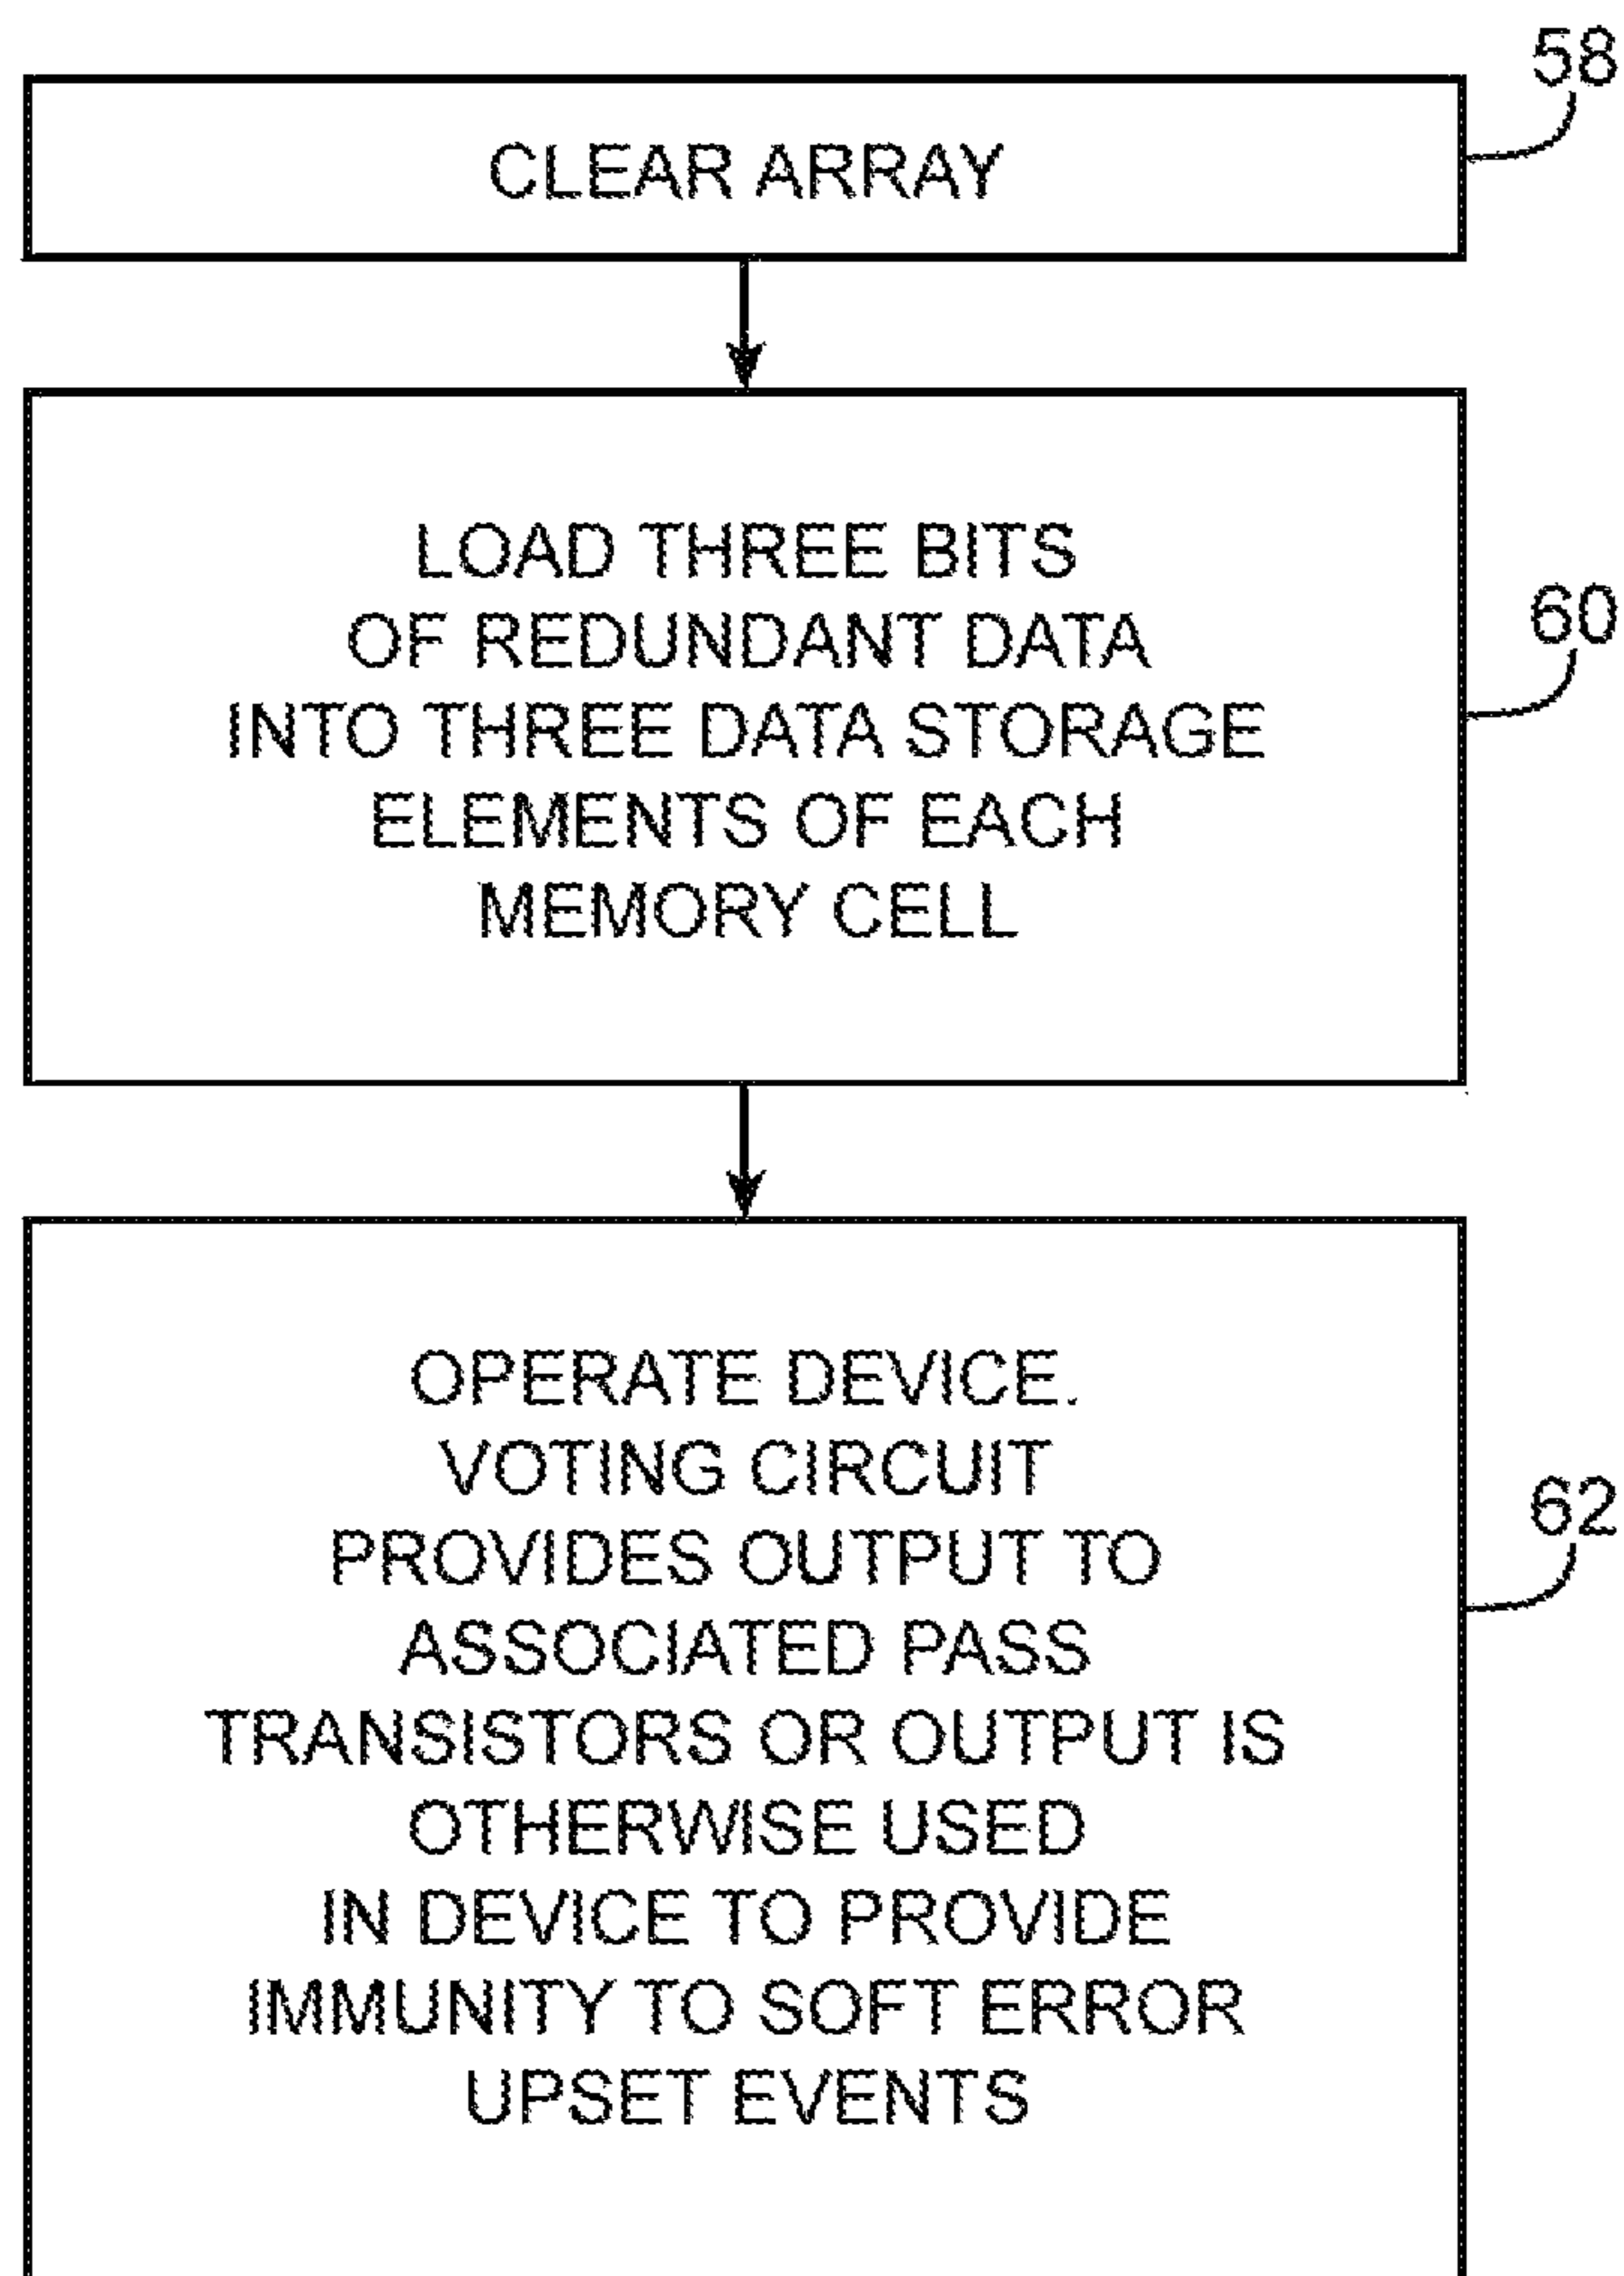 58
CLEAR ARRAY
LOAD THREE BITS
OF REDUNDANT DATA
INTO THREE DATA STORAGE
ELEMENTS OF EACH
MEMORY CELL
60
OPERATE DEVICE.
VOTING CIRCUIT
PROVIDES OUTPUT TO
ASSOCIATED PASS
TRANSISTORS OR OUTPUT IS
OTHERWISE USED
IN DEVICE TO PROVIDE
IMMUNITY TO SOFT ERROR
UPSET EVENTS
62